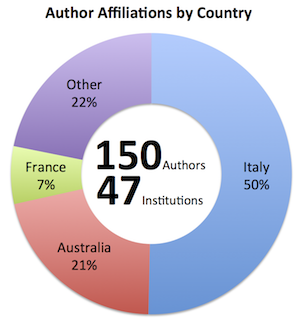 Author Affiliations by Country
Other
22%
France
7%
150 Authors
47 Institutions
Italy
50%
Australia
21%